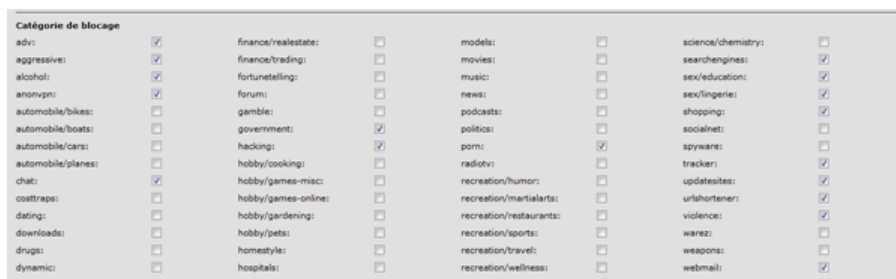 Catégorie de blocage
adv: finance/realestate: models: science/chemistry:
aggressive: finance/trading: movies: searchengines:
alcohol: fortunetelling: music: sex/education:
anonvpn: forum: news: sex/lingerie:
automobile/bikes: gamble: podcasts: shopping:
automobile/boats: government: politics: socialnet:
automobile/cars: hacking: porn: spyware:
automobile/planes: hobby/cooking: radiotv: tracker:
chat: hobby/games-misc: recreation/humor: updatesites:
costtraps: hobby/games-online: recreation/martialarts: urlshortener:
dating: hobby/gardening: recreation/restaurants: violence:
downloads: hobby/pets: recreation/sports: warez:
drugs: homestyle: recreation/travel: weapons:
dynamic: hospitals: recreation/wellness: webmail: